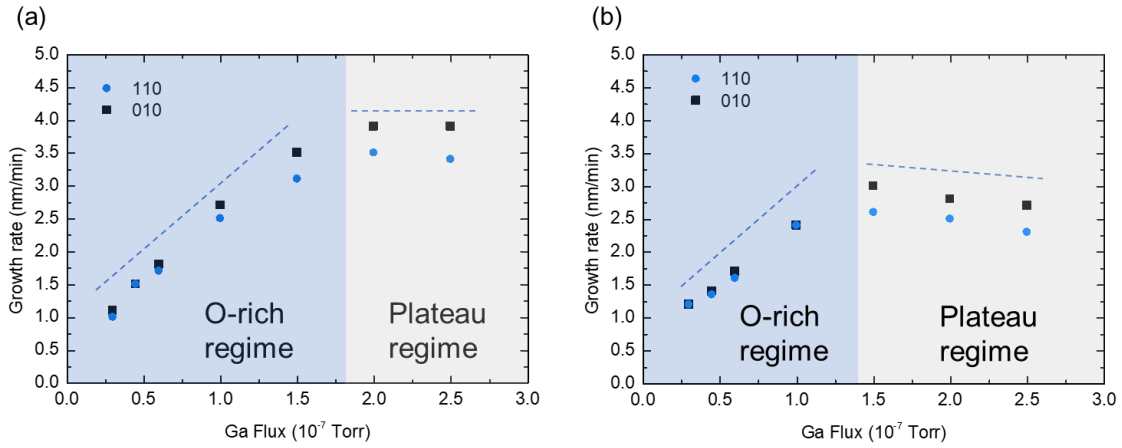 (a)
5.0
4.5
4.0
3.5
3.0
2.5
2.0
1.5
1.0
0.5
0.0
Growth rate (nm/min)
110
010
O-rich
regime
Plateau
regime
0.0 0.5 1.0 1.5 2.0 2.5 3.0
Ga Flux (10⁻⁷ Torr)
(b)
5.0
4.5
4.0
3.5
3.0
2.5
2.0
1.5
1.0
0.5
0.0
Growth rate (nm/min)
110
010
O-rich
regime
Plateau
regime
0.0 0.5 1.0 1.5 2.0 2.5 3.0
Ga Flux (10⁻⁷ Torr)